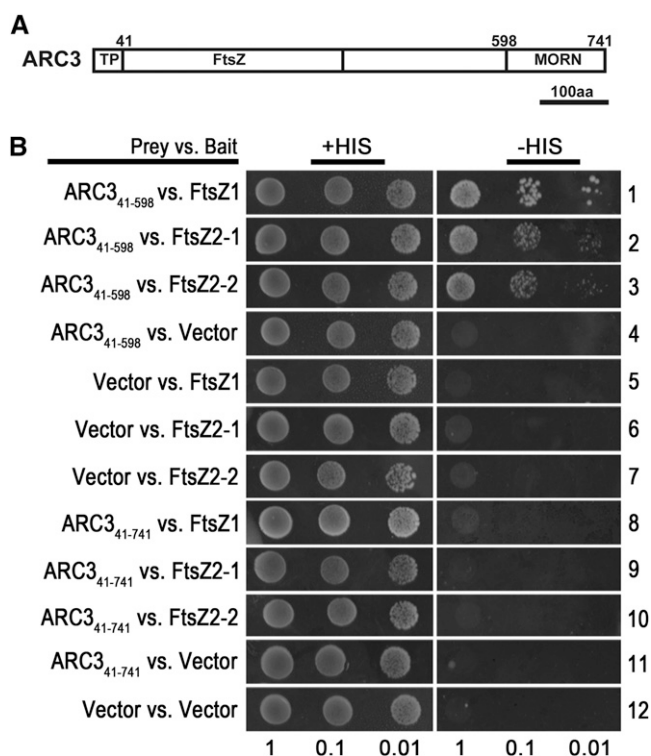 A
41 598 741
ARC3 TP FtsZ MORN
100aa
B Prey vs. Bait +HIS -HIS
ARC341-598 vs. FtsZ1 1
ARC341-598 vs. FtsZ2-1 2
ARC341-598 vs. FtsZ2-2 3
ARC341-598 vs. Vector 4
Vector vs. FtsZ1 5
Vector vs. FtsZ2-1 6
Vector vs. FtsZ2-2 7
ARC341-741 vs. FtsZ1 8
ARC341-741 vs. FtsZ2-1 9
ARC341-741 vs. FtsZ2-2 10
ARC341-741 vs. Vector 11
Vector vs. Vector 12
1 0.1 0.01 1 0.1 0.01